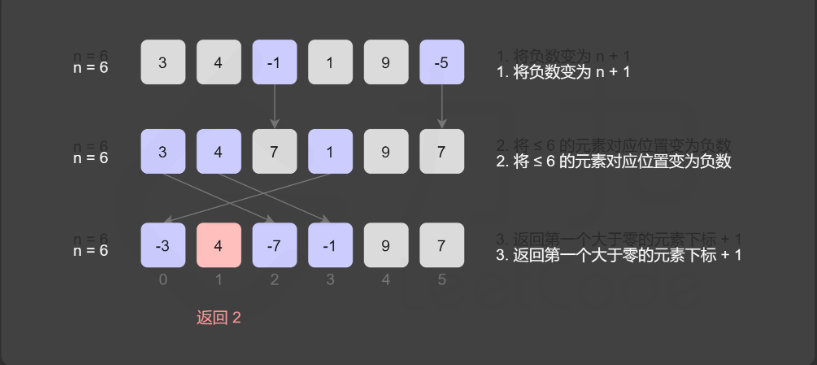 n = 6 3 4 -1 1 9 -5 1. 将负数变为 n + 1
n = 6 3 4 7 1 9 7 2. 将 ≤ 6 的元素对应位置变为负数
n = 6 -3 4 -7 -1 9 7 3. 返回第一个大于零的元素下标 + 1
0 1 2 3 4 5
返回 2